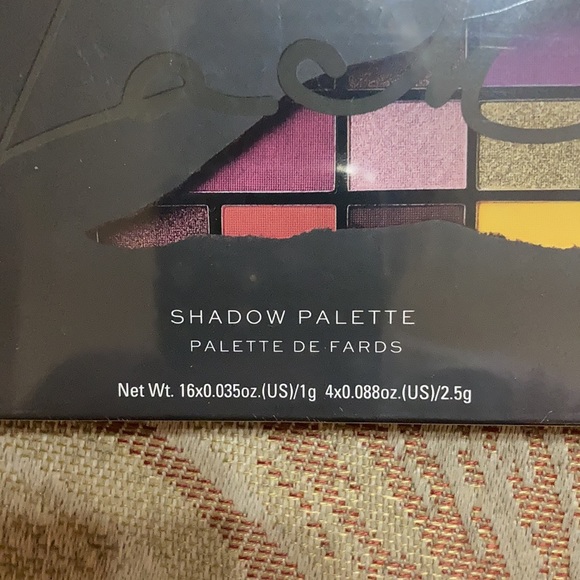 SHADOW PALETTE
PALETTE DE FARDS
Net Wt. 16x0.035oz.(US)/1g 4x0.088oz.(US)/2.5g